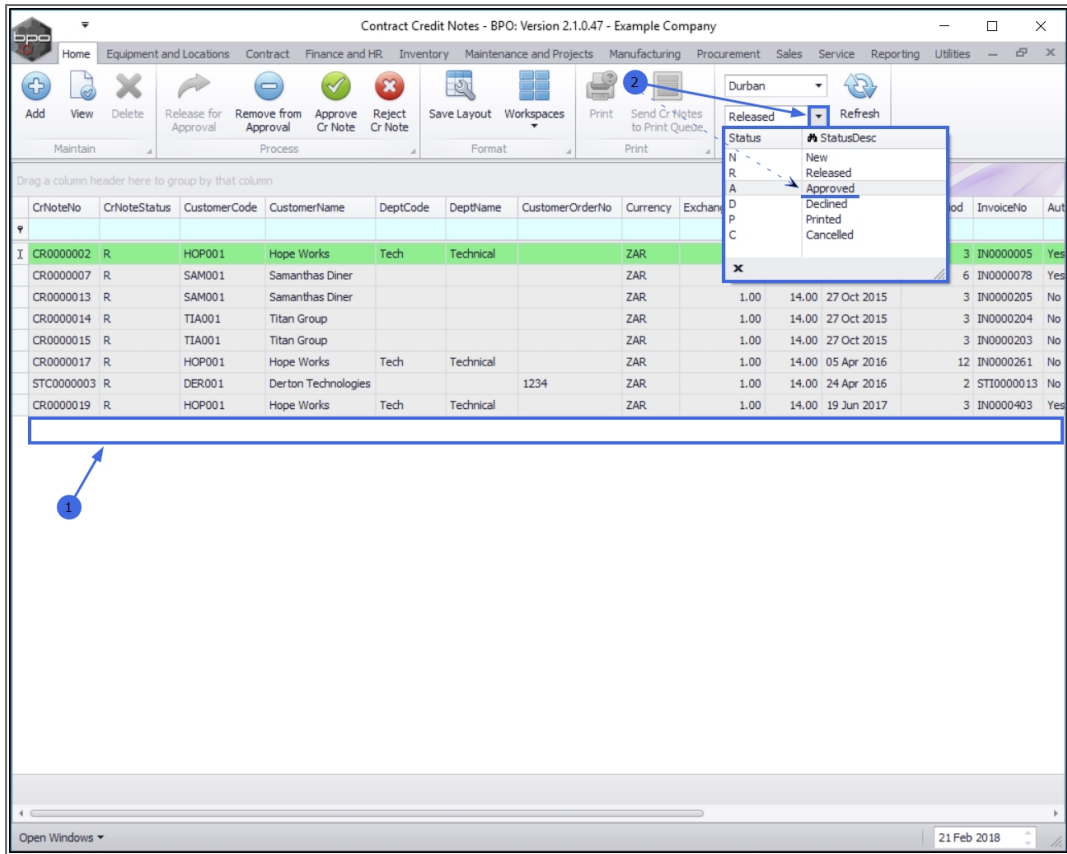 Contract Credit Notes - BPO: Version 2.1.0.47 - Example Company
bpo
Home Equipment and Locations Contract Finance and HR Inventory Maintenance and Projects Manufacturing Procurement Sales Service Reporting Utilities
Add View Delete Release for Approval Remove from Approval Approve Cr Note Reject Cr Note Save Layout Workspaces Print Send Cr Notes to Print Queue 2 Durban Released Refresh
Maintain Process Format Print
Status StatusDesc
N New
R Released
A Approved
D Declined
P Printed
C Cancelled
Drag a column header here to group by that column
CrNoteNo CrNoteStatus CustomerCode CustomerName DeptCode DeptName CustomerOrderNo Currency Exchan iod InvoiceNo Aut
CR0000002 R HOP001 Hope Works Tech Technical ZAR 3 IN0000005 Yes
CR0000007 R SAM001 Samanthas Diner ZAR 6 IN0000078 Yes
CR0000013 R SAM001 Samanthas Diner ZAR 1.00 14.00 27 Oct 2015 3 IN0000205 No
CR0000014 R TIA001 Titan Group ZAR 1.00 14.00 27 Oct 2015 3 IN0000204 No
CR0000015 R TIA001 Titan Group ZAR 1.00 14.00 27 Oct 2015 3 IN0000203 No
CR0000017 R HOP001 Hope Works Tech Technical ZAR 1.00 14.00 05 Apr 2016 12 IN0000261 No
STC0000003 R DER001 Derton Technologies 1234 ZAR 1.00 14.00 24 Apr 2016 2 STI0000013 No
CR0000019 R HOP001 Hope Works Tech Technical ZAR 1.00 14.00 19 Jun 2017 3 IN0000403 Yes
1
Open Windows 21 Feb 2018